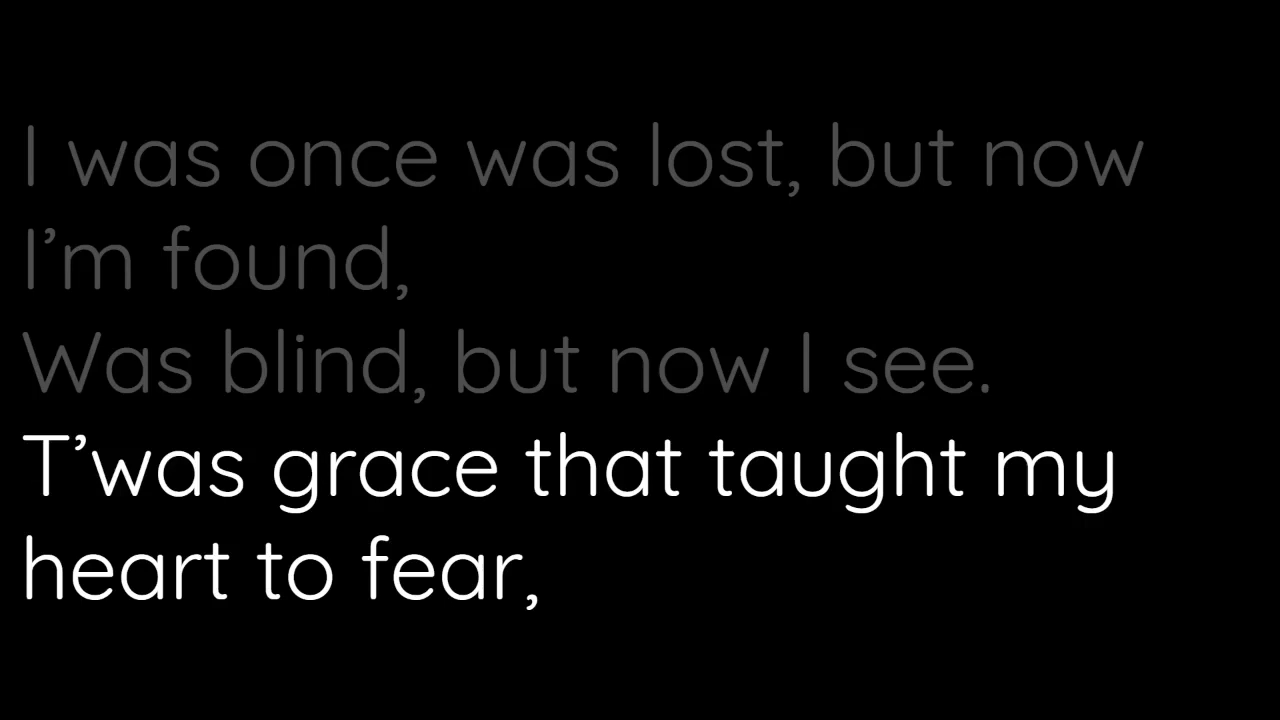 I was once was lost, but now
I’m found,
Was blind, but now I see.
T’was grace that taught my
heart to fear,